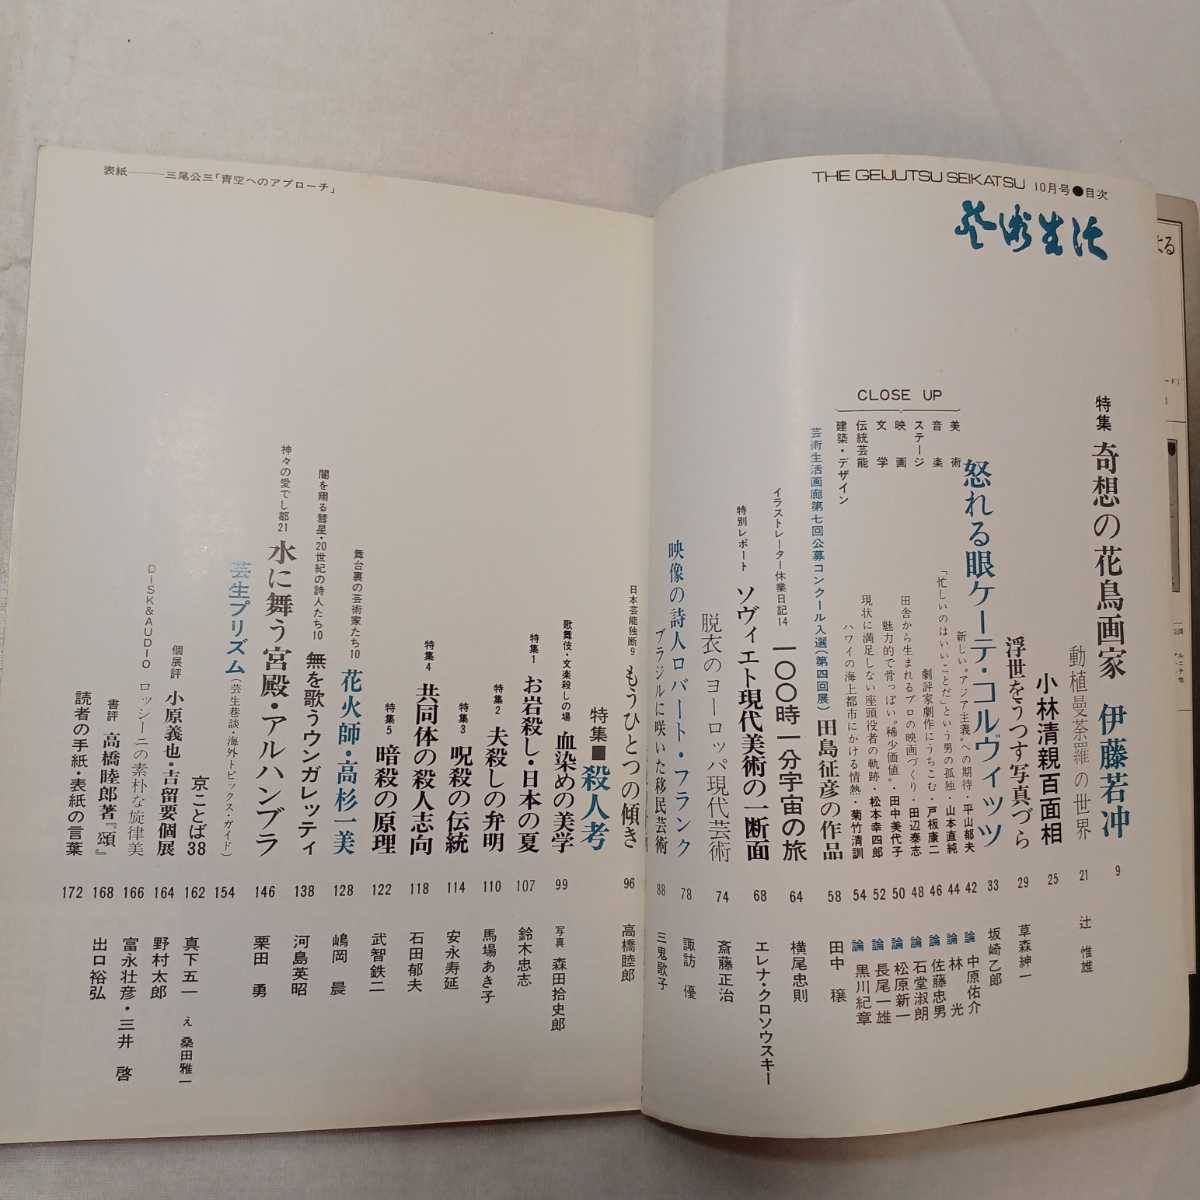 THE GEIJUTSU SEIKATSU 10月号●目次
芸術生活
特集 奇想の花鳥画家 伊藤若冲 9
動植曼荼羅の世界 21 辻 惟雄
小林清親百面相 25
浮世をうつす写真づら 29 草森紳一
怒れる眼ケーテ・コルヴィッツ 33 坂崎乙郎
CLOSE UP
美術 新しい“アジア主義”への期待・平山郁夫 42 論 中原佑介
音楽 「忙しいのはいいことだ」という男の孤独・山本直純 44 論 林 光
ステージ 劇評家劇作にうちこむ・戸板康二 46 論 佐藤忠男
映画 田舎から生まれるプロの映画づくり・田辺泰志 48 論 石堂淑朗
文学 魅力的で骨っぽい“稀少価値”・田中美代子 50 論 松原新一
伝統芸能 現状に満足しない座頭役者の軌跡・松本幸四郎 52 論 長尾一雄
建築・デザイン ハワイの海上都市にかける情熱・菊竹清訓 54 論 黒川紀章
芸術生活画廊第七回公募コンクール入選(第四回展) 田島征彦の作品 58 田中 穣
イラストレーター休業日記14 一〇〇時一分宇宙の旅 64 横尾忠則
特別レポート ソヴィエト現代美術の一断面 68 エレナ・クロソウスキー
脱衣のヨーロッパ現代芸術 74 斎藤正治
映像の詩人ロバート・フランク 78 諏訪 優
ブラジルに咲いた移民芸術 88 三鬼歌子
表紙———三尾公三「青空へのアプローチ」
日本芸能独断9 もうひとつの傾き 96 高橋睦郎
特集■殺人考
歌舞伎・文楽殺しの場 血染めの美学 99 写真 森田拾史郎
特集1 お岩殺し・日本の夏 107 鈴木忠志
特集2 夫殺しの弁明 110 馬場あき子
特集3 呪殺の伝統 114 安永寿延
特集4 共同体の殺人志向 118 石田郁夫
特集5 暗殺の原理 122 武智鉄二
舞台裏の芸術家たち10 花火師・高杉一美 128 嶋岡 晨
闇を翔る彗星・20世紀の詩人たち10 無を歌うウンガレッティ 138 河島英昭
神々の愛でし都21 水に舞う宮殿・アルハンブラ 146 栗田 勇
芸生プリズム(芸生巷談・海外トピックス・ガイド) 154
京ことば38 162 真下五一 え 桑田雅一
個展評 小原義也・吉留要個展 164 野村太郎
DISK&AUDIO ロッシーニの素朴な旋律美 166 富永壮彦・三井 啓
書評 高橋睦郎著『頌』 168 出口裕弘
読者の手紙・表紙の言葉 172